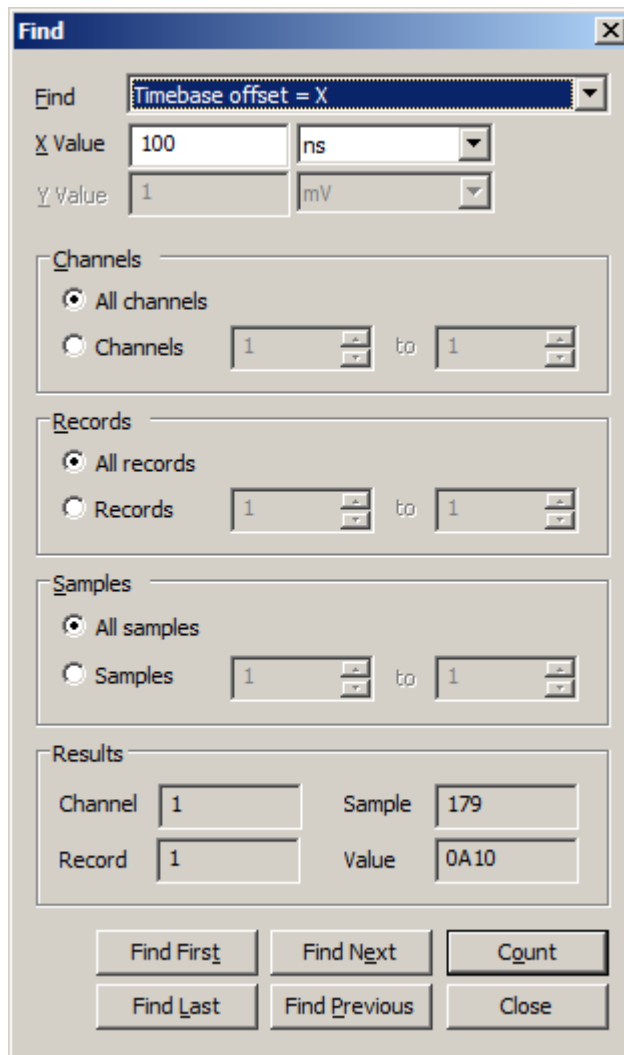 Find
Find Timebase offset = X
X Value 100 ns
Y Value 1 mV
Channels
All channels
Channels 1 to 1
Records
All records
Records 1 to 1
Samples
All samples
Samples 1 to 1
Results
Channel 1 Sample 179
Record 1 Value 0A10
Find First Find Next Count
Find Last Find Previous Close